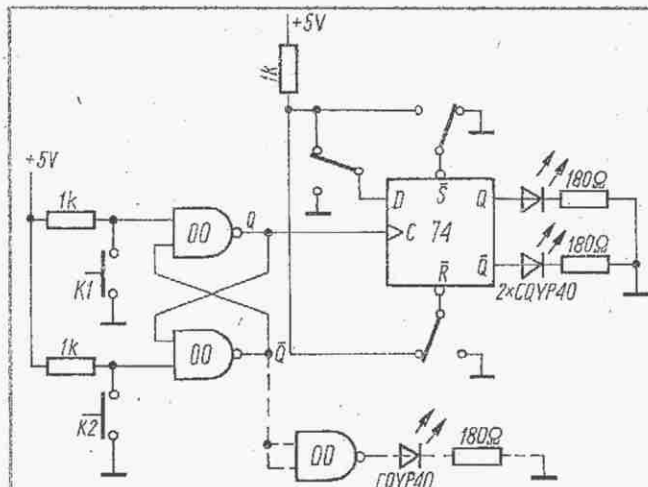 +5V
1k
+5V
1k
K1
00
Q
1k
K2
00
Q̄
D
S̄
Q
C
74
R̄
Q̄
180Ω
180Ω
2×CQYP40
00
CQYP40
180Ω